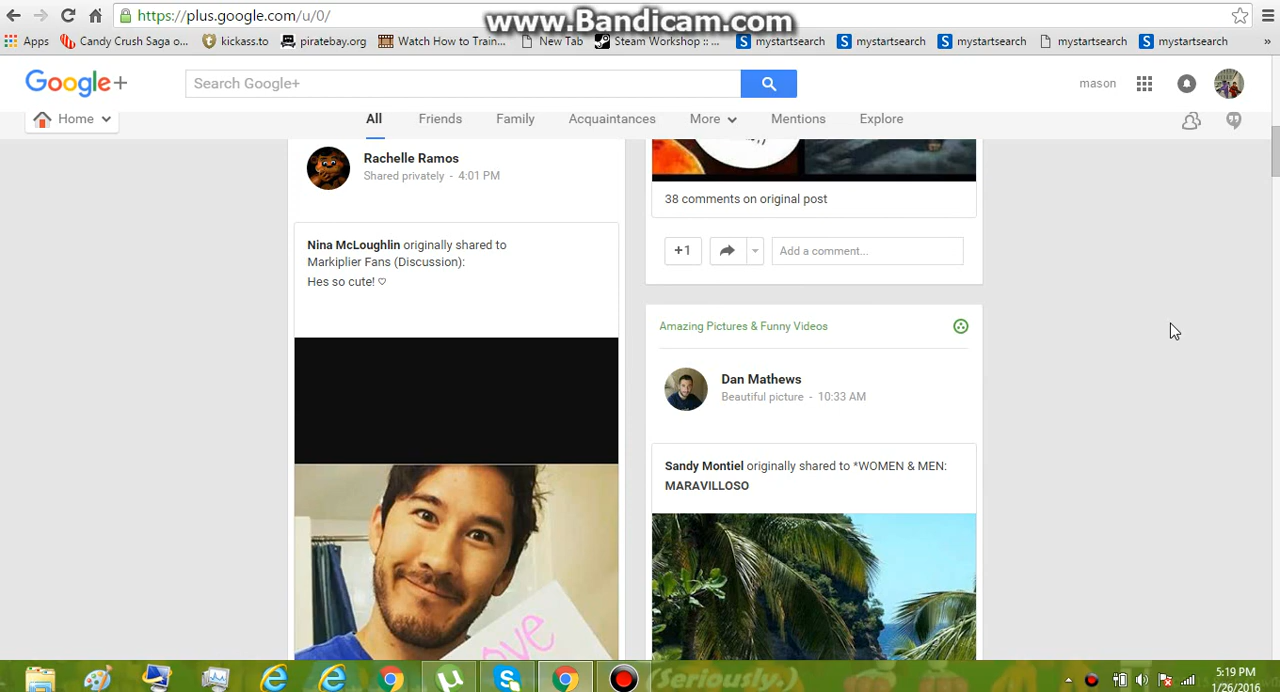 https://plus.google.com/u/0/
www.Bandicam.com
Apps
Candy Crush Saga o...
kickass.to
piratebay.org
Watch How to Train...
New Tab
Steam Workshop :: ...
mystartsearch
mystartsearch
mystartsearch
mystartsearch
mystartsearch
»
Google+
Search Google+
mason
Home
All
Friends
Family
Acquaintances
More
Mentions
Explore
Rachelle Ramos
Shared privately - 4:01 PM
Nina McLoughlin originally shared to
Markiplier Fans (Discussion):
Hes so cute! ♡
38 comments on original post
+1
Add a comment...
Amazing Pictures & Funny Videos
Dan Mathews
Beautiful picture - 10:33 AM
Sandy Montiel originally shared to *WOMEN & MEN:
MARAVILLOSO
(Seriously.)
5:19 PM
1/26/2016